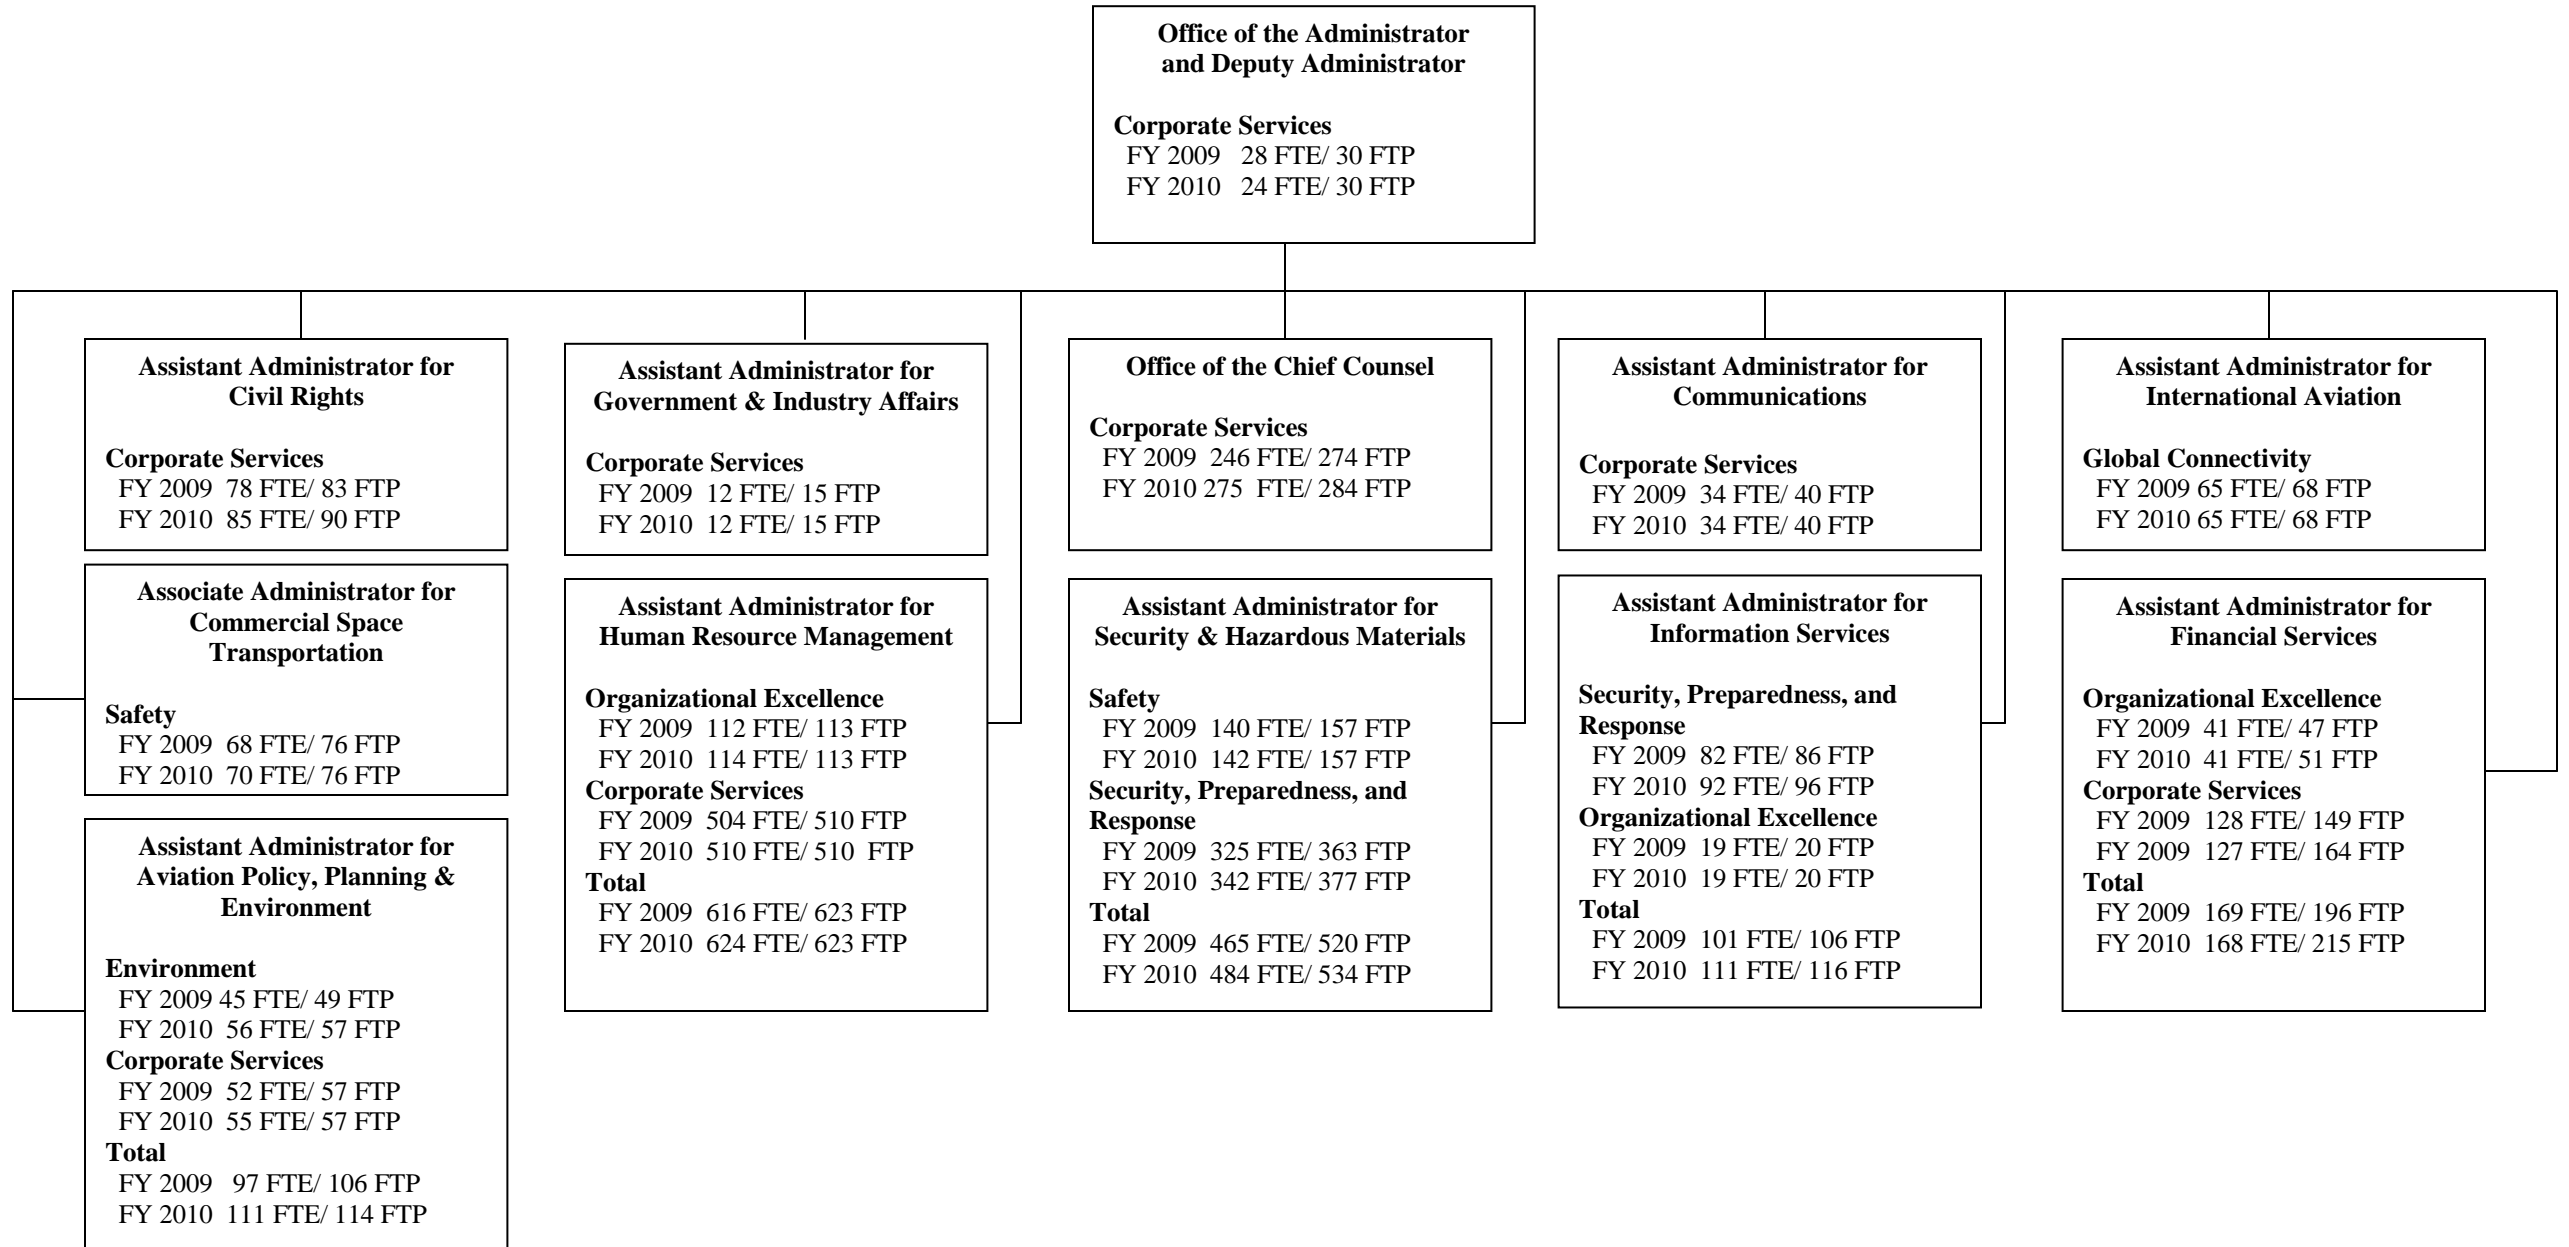 Office of the Administrator
and Deputy Administrator
Corporate Services
FY 2009 28 FTE/ 30 FTP
FY 2010 24 FTE/ 30 FTP
Assistant Administrator for
Civil Rights
Corporate Services
FY 2009 78 FTE/ 83 FTP
FY 2010 85 FTE/ 90 FTP
Assistant Administrator for
Government & Industry Affairs
Corporate Services
FY 2009 12 FTE/ 15 FTP
FY 2010 12 FTE/ 15 FTP
Office of the Chief Counsel
Corporate Services
FY 2009 246 FTE/ 274 FTP
FY 2010 275 FTE/ 284 FTP
Assistant Administrator for
Communications
Corporate Services
FY 2009 34 FTE/ 40 FTP
FY 2010 34 FTE/ 40 FTP
Assistant Administrator for
International Aviation
Global Connectivity
FY 2009 65 FTE/ 68 FTP
FY 2010 65 FTE/ 68 FTP
Associate Administrator for
Commercial Space
Transportation
Safety
FY 2009 68 FTE/ 76 FTP
FY 2010 70 FTE/ 76 FTP
Assistant Administrator for
Human Resource Management
Organizational Excellence
FY 2009 112 FTE/ 113 FTP
FY 2010 114 FTE/ 113 FTP
Corporate Services
FY 2009 504 FTE/ 510 FTP
FY 2010 510 FTE/ 510 FTP
Total
FY 2009 616 FTE/ 623 FTP
FY 2010 624 FTE/ 623 FTP
Assistant Administrator for
Security & Hazardous Materials
Safety
FY 2009 140 FTE/ 157 FTP
FY 2010 142 FTE/ 157 FTP
Security, Preparedness, and
Response
FY 2009 325 FTE/ 363 FTP
FY 2010 342 FTE/ 377 FTP
Total
FY 2009 465 FTE/ 520 FTP
FY 2010 484 FTE/ 534 FTP
Assistant Administrator for
Information Services
Security, Preparedness, and
Response
FY 2009 82 FTE/ 86 FTP
FY 2010 92 FTE/ 96 FTP
Organizational Excellence
FY 2009 19 FTE/ 20 FTP
FY 2010 19 FTE/ 20 FTP
Total
FY 2009 101 FTE/ 106 FTP
FY 2010 111 FTE/ 116 FTP
Assistant Administrator for
Financial Services
Organizational Excellence
FY 2009 41 FTE/ 47 FTP
FY 2010 41 FTE/ 51 FTP
Corporate Services
FY 2009 128 FTE/ 149 FTP
FY 2009 127 FTE/ 164 FTP
Total
FY 2009 169 FTE/ 196 FTP
FY 2010 168 FTE/ 215 FTP
Assistant Administrator for
Aviation Policy, Planning &
Environment
Environment
FY 2009 45 FTE/ 49 FTP
FY 2010 56 FTE/ 57 FTP
Corporate Services
FY 2009 52 FTE/ 57 FTP
FY 2010 55 FTE/ 57 FTP
Total
FY 2009 97 FTE/ 106 FTP
FY 2010 111 FTE/ 114 FTP